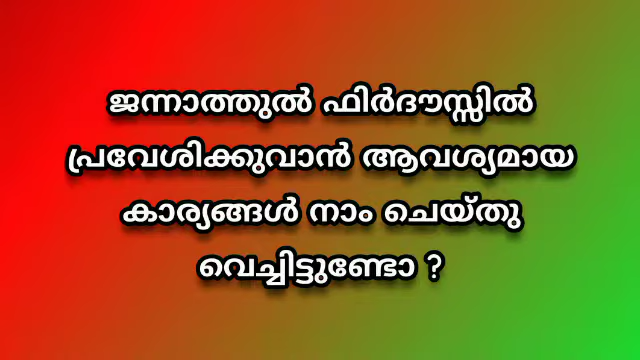 ജന്നാത്തുൽ ഫിർദൗസ്സിൽ
പ്രവേശിക്കുവാൻ ആവശ്യമായ
കാര്യങ്ങൾ നാം ചെയ്തു
വെച്ചിട്ടുണ്ടോ ?